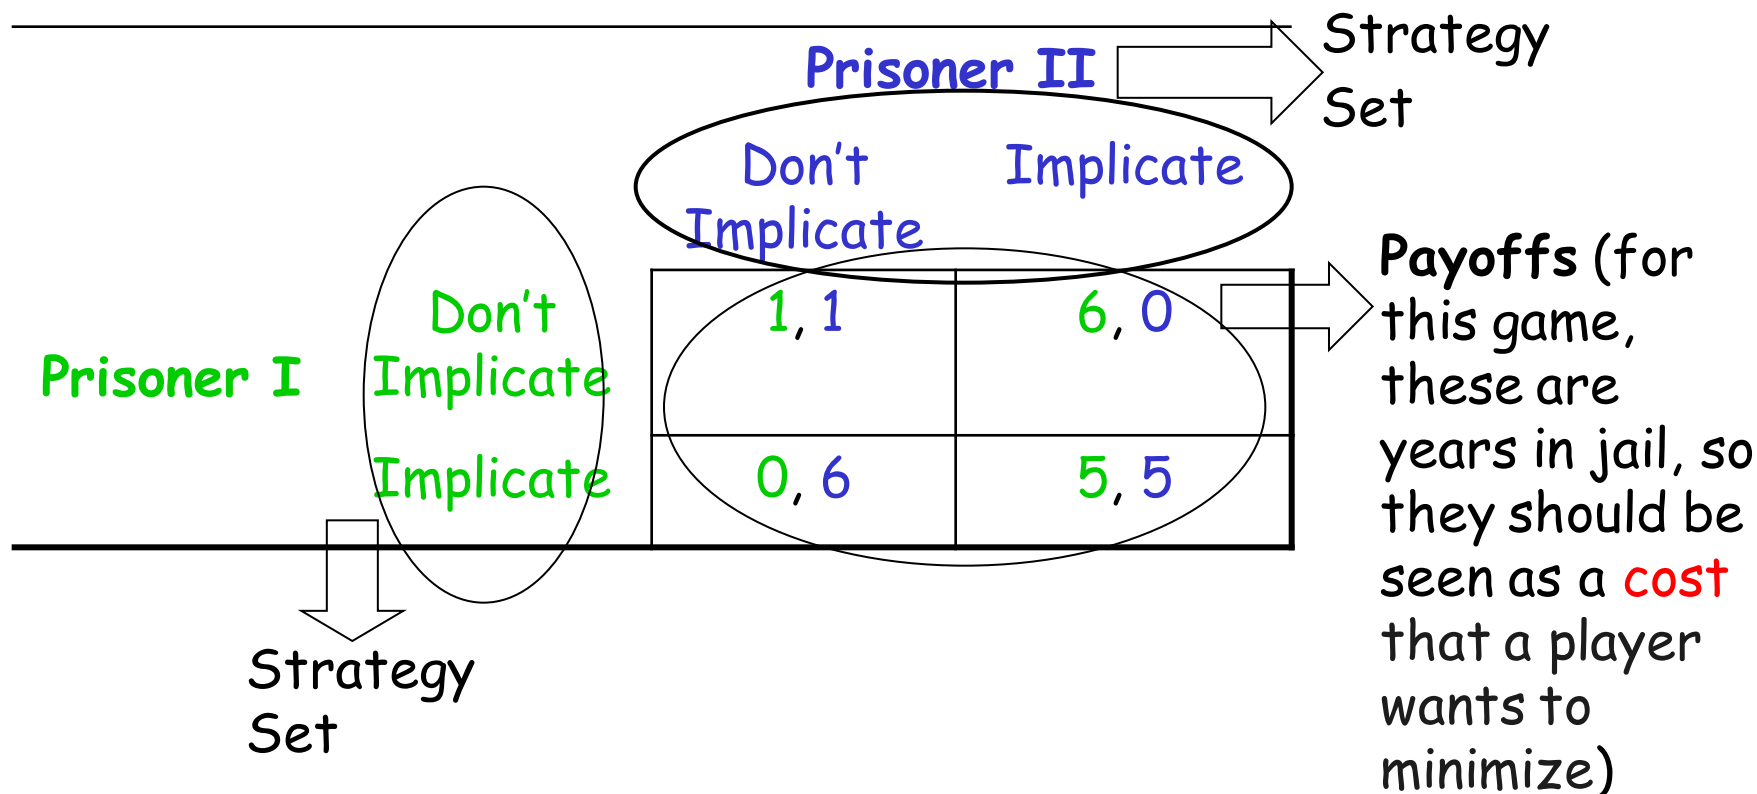 Strategy
Set
Prisoner II
Don't Implicate
Implicate
Payoffs (for
this game,
these are
years in jail, so
they should be
seen as a cost
that a player
wants to
minimize)
Prisoner I
Don't
Implicate
1, 1
6, 0
Implicate
0, 6
5, 5
Strategy
Set